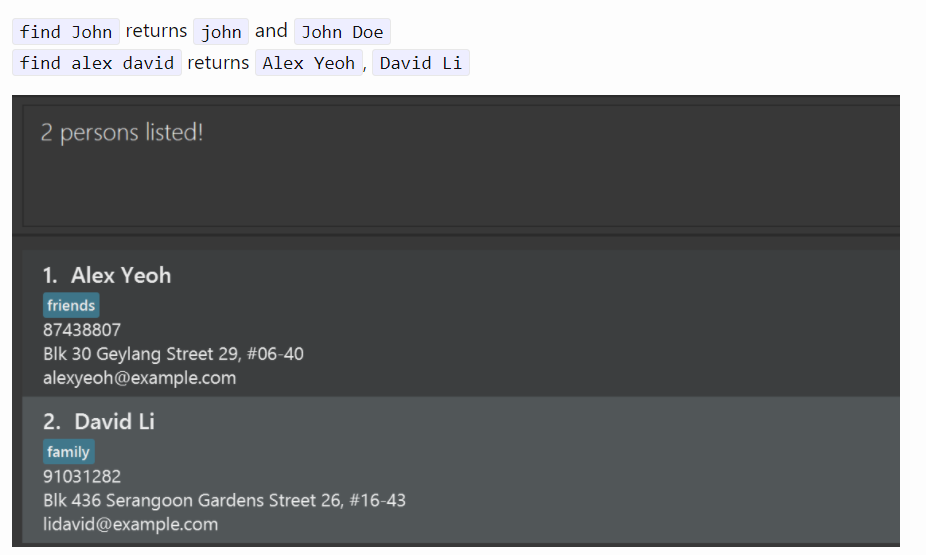 find John returns john and John Doe
find alex david returns Alex Yeoh, David Li
2 persons listed!
1. Alex Yeoh
friends
87438807
Blk 30 Geylang Street 29, #06-40
alexyeoh@example.com
2. David Li
family
91031282
Blk 436 Serangoon Gardens Street 26, #16-43
lidavid@example.com